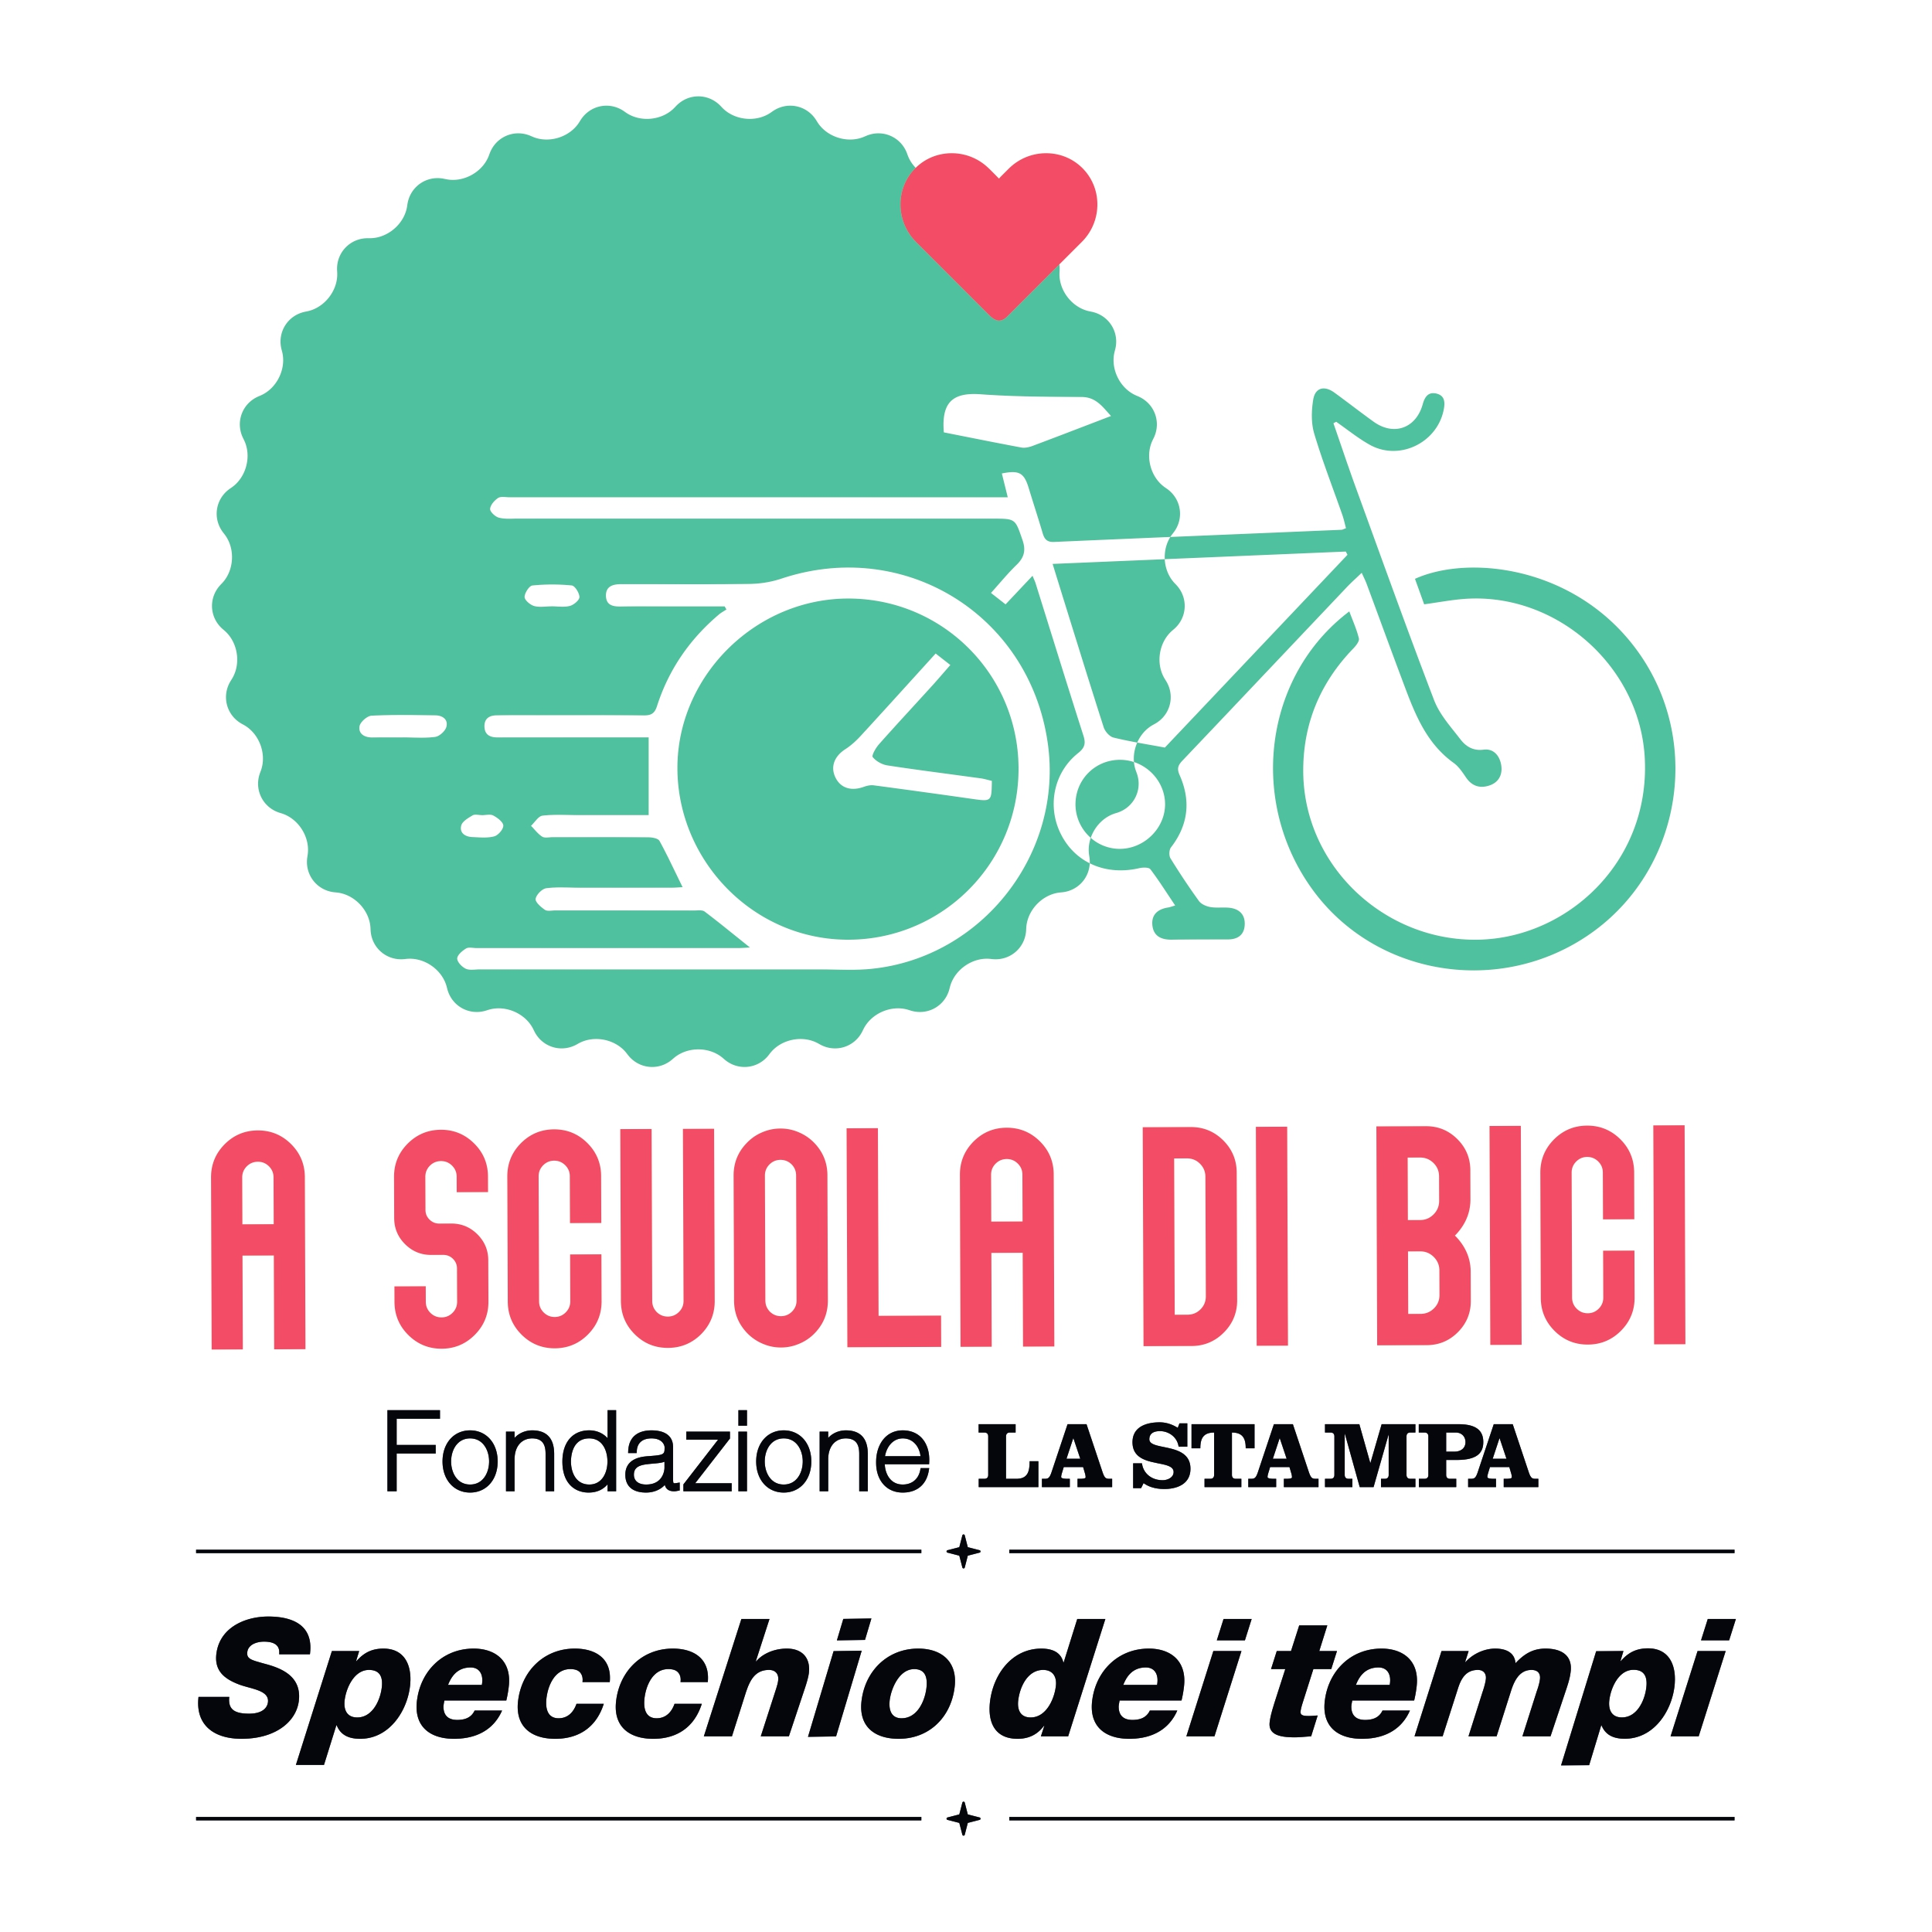 A SCUOLA DI BICI
Fondazione LA STAMPA
Specchio dei tempi